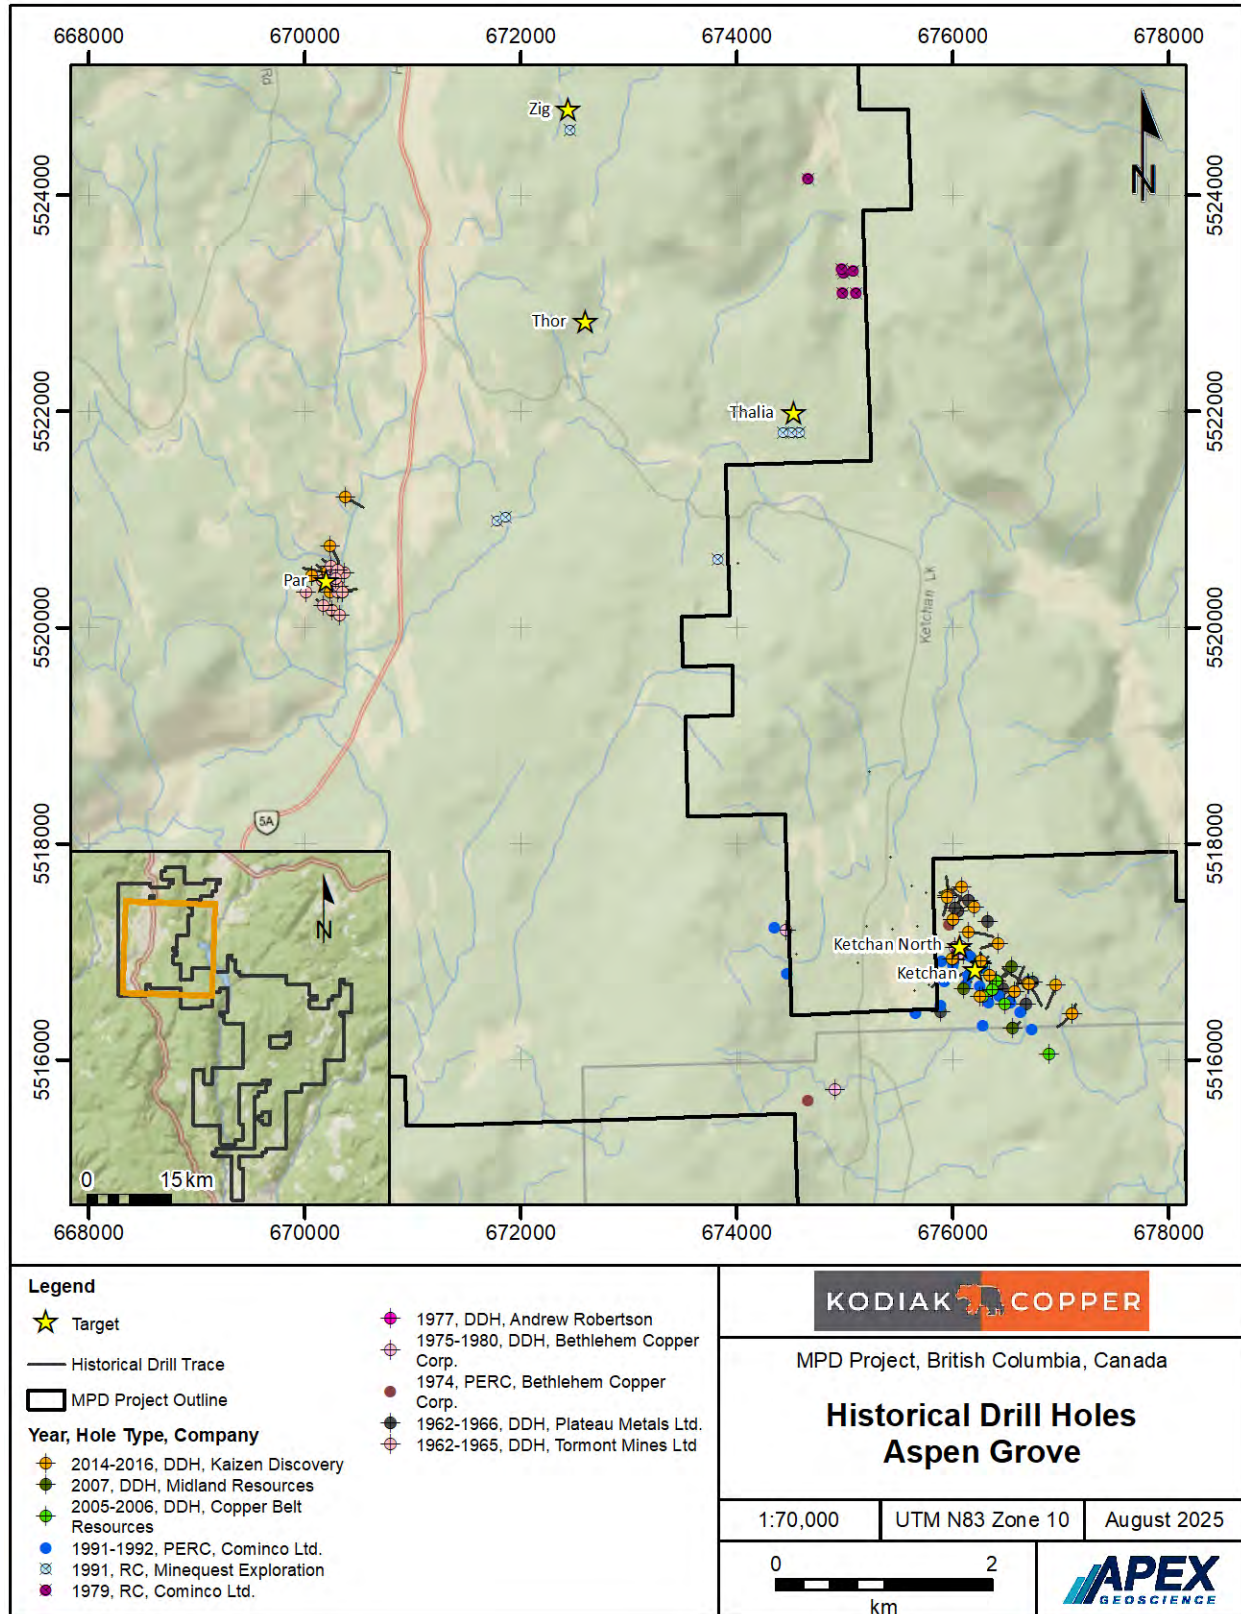 668000 670000 672000 674000 676000 678000
Rd
H
Zig
5524000 5524000
N
Thor
5522000 5522000
Thalia
Par
5520000 5520000
Ketchan Lk
5A
5518000 5518000
Ketchan North
Ketchan
5516000 5516000
N
0 15 km
668000 670000 672000 674000 676000 678000
Legend
Target
Historical Drill Trace
MPD Project Outline
Year, Hole Type, Company
2014-2016, DDH, Kaizen Discovery
2007, DDH, Midland Resources
2005-2006, DDH, Copper Belt
Resources
1991-1992, PERC, Cominco Ltd.
1991, RC, Minequest Exploration
1979, RC, Cominco Ltd.
1977, DDH, Andrew Robertson
1975-1980, DDH, Bethlehem Copper
Corp.
1974, PERC, Bethlehem Copper
Corp.
1962-1966, DDH, Plateau Metals Ltd.
1962-1965, DDH, Tormont Mines Ltd
KODIAK COPPER
MPD Project, British Columbia, Canada
Historical Drill Holes
Aspen Grove
1:70,000 UTM N83 Zone 10 August 2025
0 2
km
APEX
GEOSCIENCE